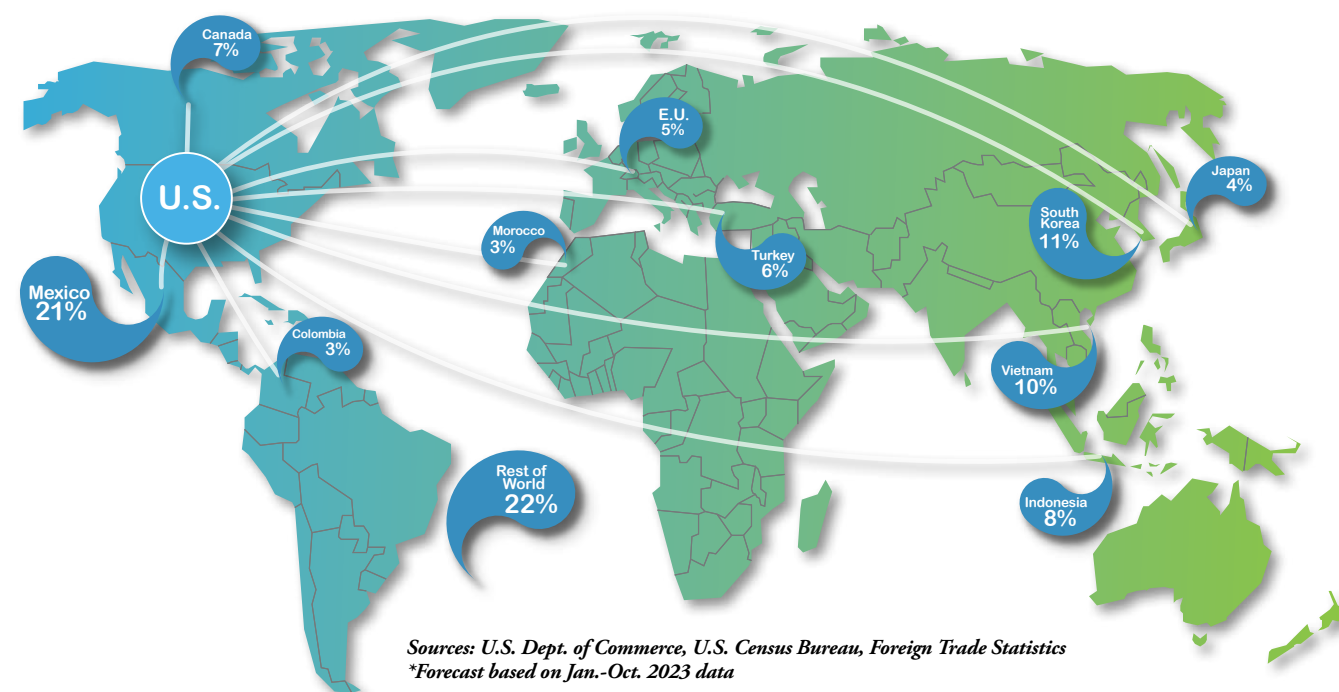 Canada
7%
E.U.
5%
U.S.
Japan
4%
South
Korea
11%
Morocco
3%
Turkey
6%
Mexico
21%
Colombia
3%
Vietnam
10%
Rest of
World
22%
Indonesia
8%
Sources: U.S. Dept. of Commerce, U.S. Census Bureau, Foreign Trade Statistics
*Forecast based on Jan.-Oct. 2023 data